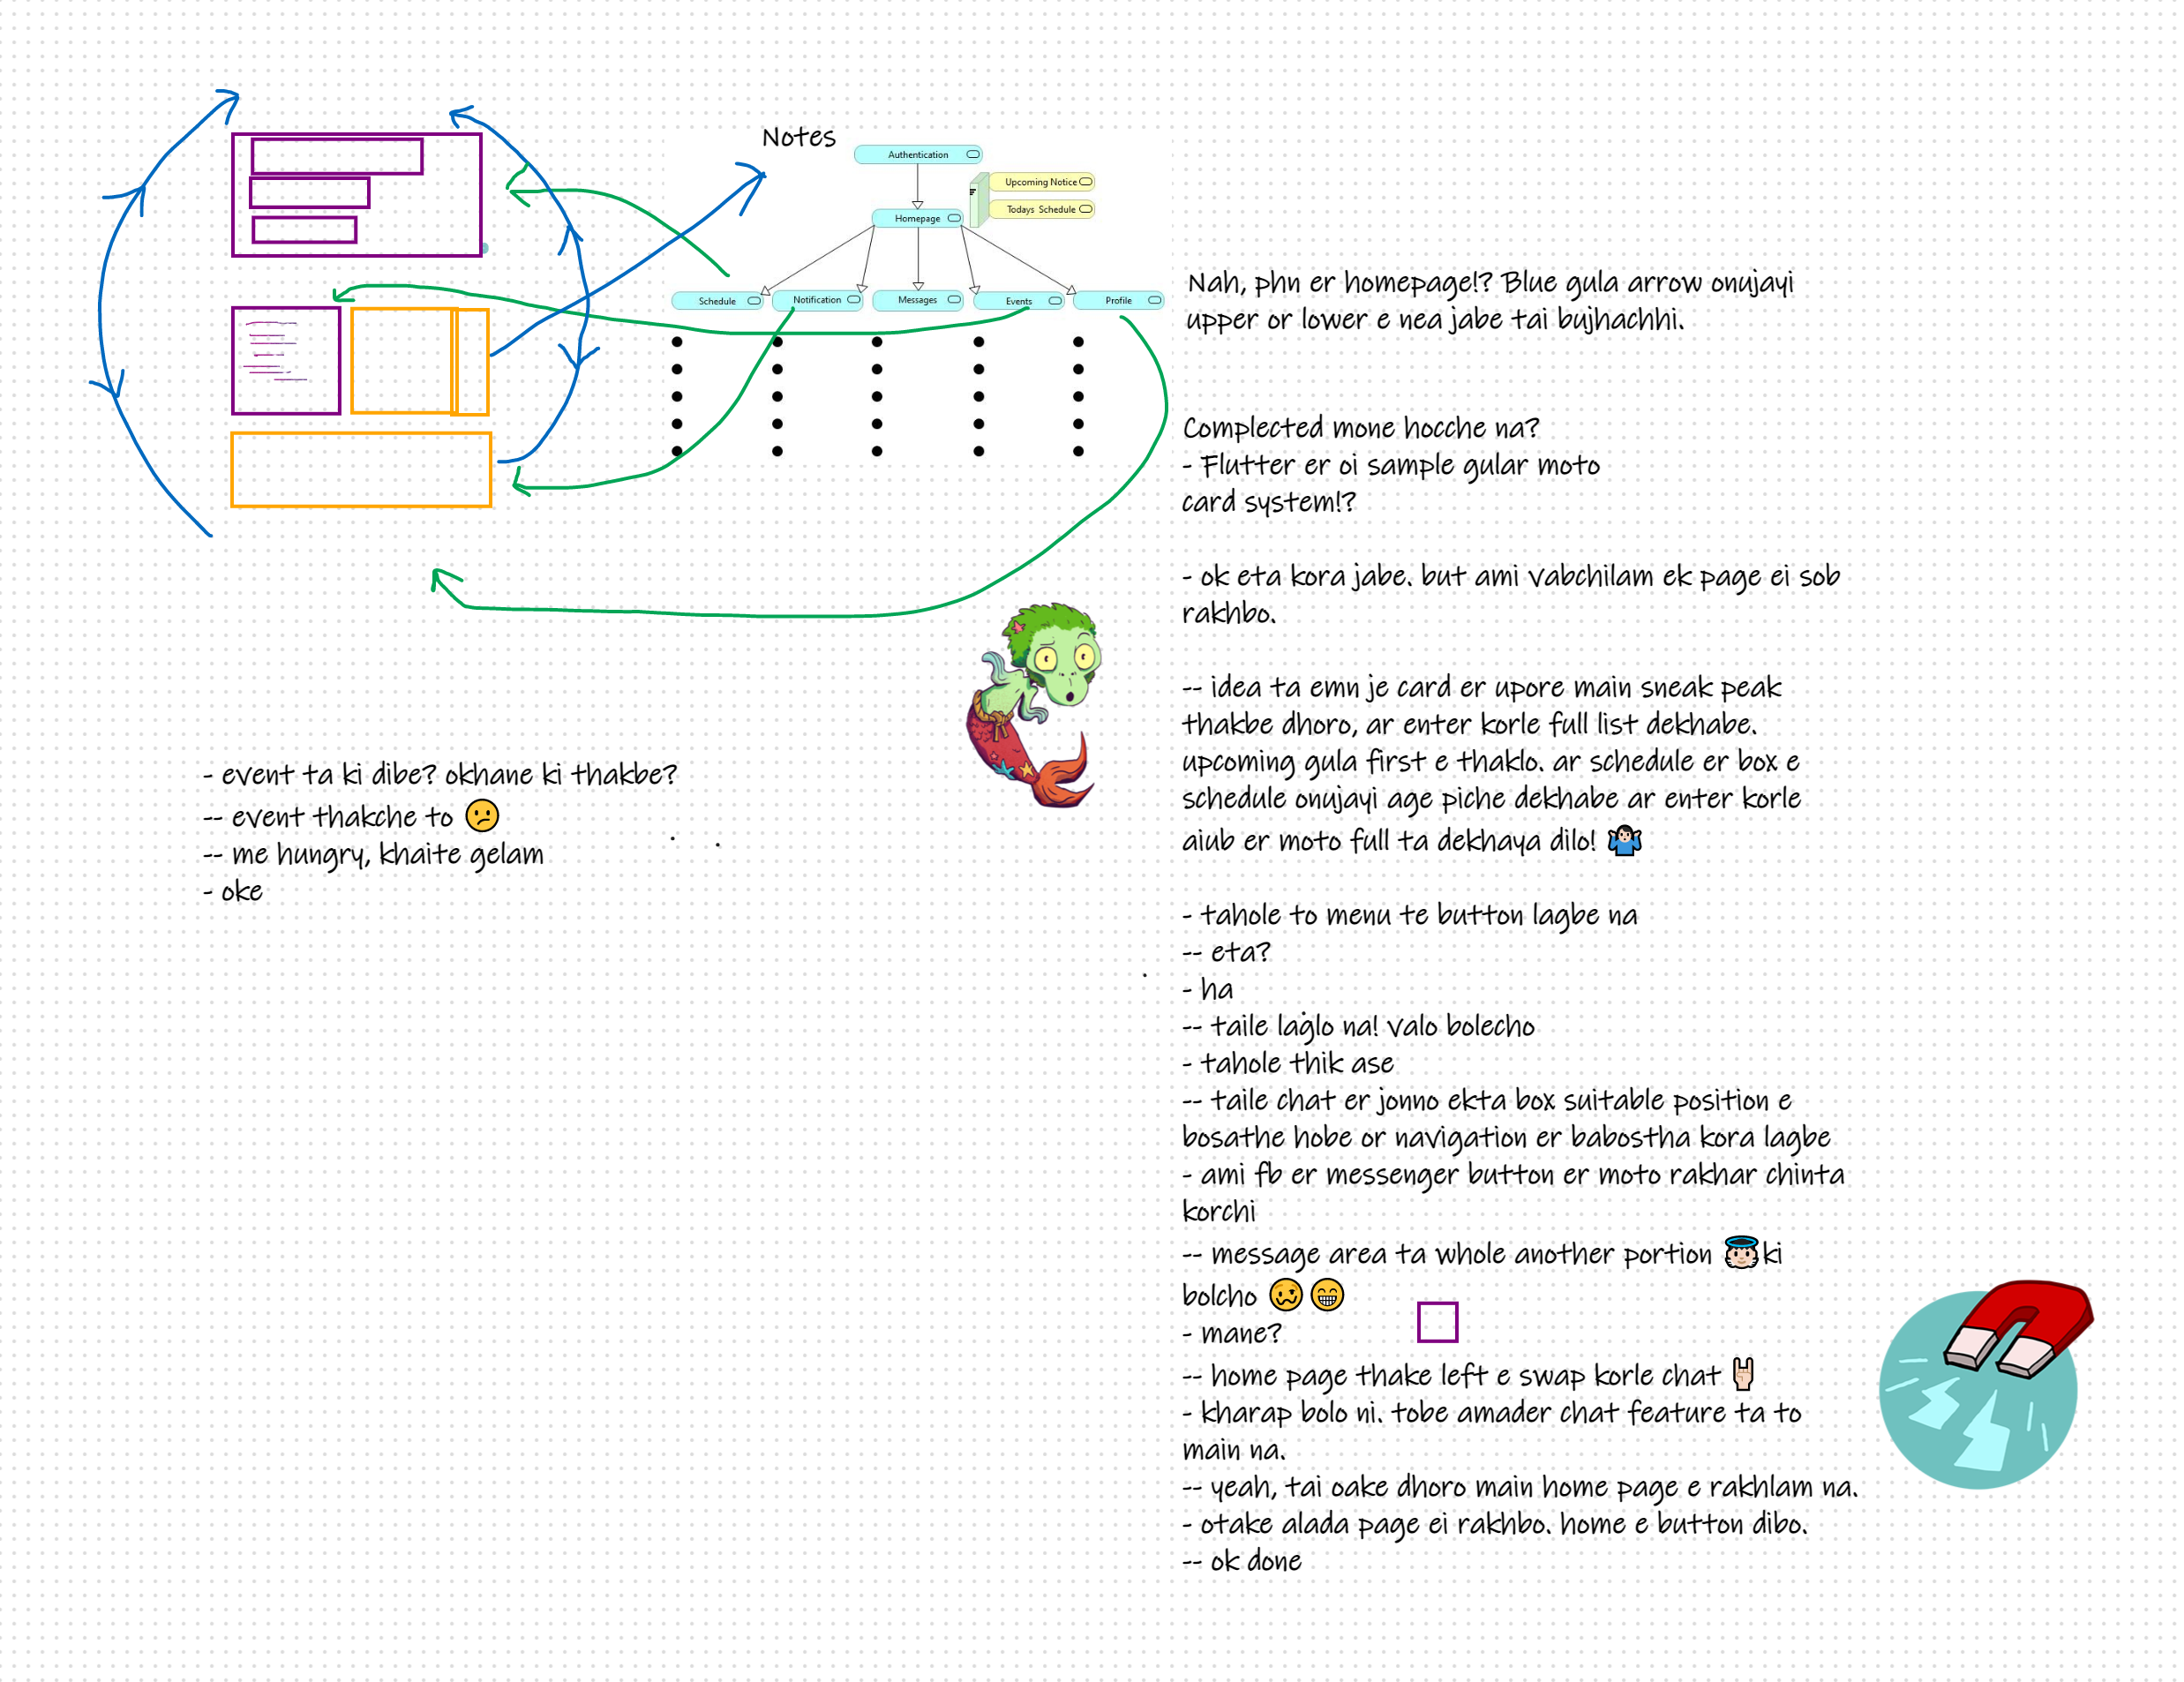 Notes
Authentication
Upcoming Notice
Todays Schedule
Homepage
Schedule
Notification
Messages
Events
Profile
Nah, phn er homepage!? Blue gula arrow onujayi
upper or lower e nea jabe tai bujhachhi.
Complected mone hocche na?
- Flutter er oi sample gular moto
card system!?
- ok eta kora jabe. but ami vabchilam ek page ei sob
rakhbo.
-- idea ta emn je card er upore main sneak peak
thakbe dhoro, ar enter korle full list dekhabe.
upcoming gula first e thaklo. ar schedule er box e
schedule onujayi age piche dekhabe ar enter korle
aiub er moto full ta dekhaya dilo! 🤷🏻‍♂️
- tahole to menu te button lagbe na
-- eta?
- ha
-- taile laglo na! valo bolecho
- tahole thik ase
-- taile chat er jonno ekta box suitable position e
bosathe hobe or navigation er babostha kora lagbe
- ami fb er messenger button er moto rakhar chinta
korchi
-- message area ta whole another portion 👼🏻ki
bolcho 🥴😁
- mane?
-- home page thake left e swap korle chat 🤘🏻
- kharap bolo ni. tobe amader chat feature ta to
main na.
-- yeah, tai oake dhoro main home page e rakhlam na.
- otake alada page ei rakhbo. home e button dibo.
-- ok done
- event ta ki dibe? okhane ki thakbe?
-- event thakche to 😕
-- me hungry, khaite gelam
- oke